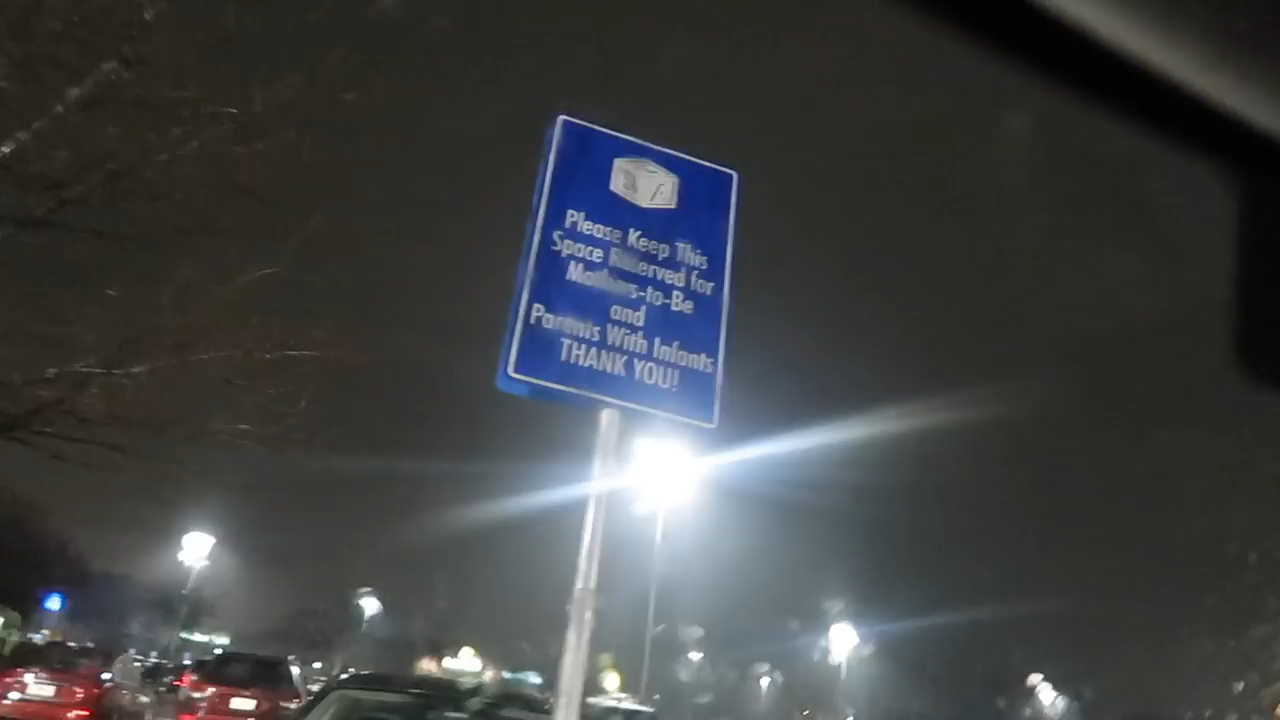 B A
Please Keep This
Space Reserved for
Mothers-to-Be
and
Parents With Infants
THANK YOU!